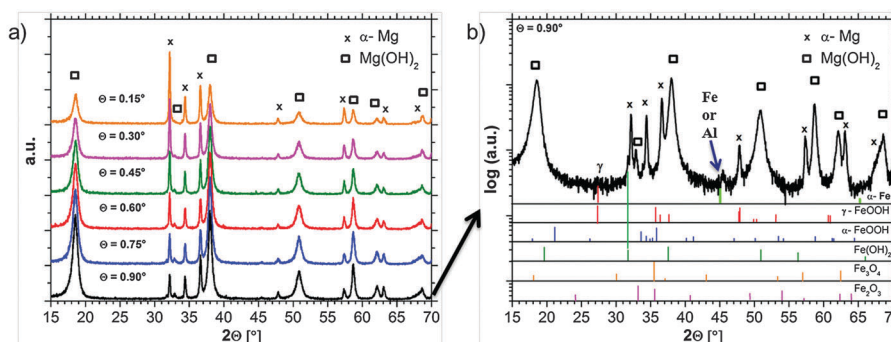 a)
x α- Mg
Mg(OH)2
Θ = 0.15°
Θ = 0.30°
Θ = 0.45°
Θ = 0.60°
Θ = 0.75°
Θ = 0.90°
a.u.
15 20 25 30 35 40 45 50 55 60 65 70
2Θ [°]
b)
Θ = 0.90°
x α- Mg
Mg(OH)2
Fe
or
Al
γ
log (a.u.)
α- Fe
γ - FeOOH
α- FeOOH
Fe(OH)2
Fe3O4
Fe2O3
15 20 25 30 35 40 45 50 55 60 65 70
2Θ [°]